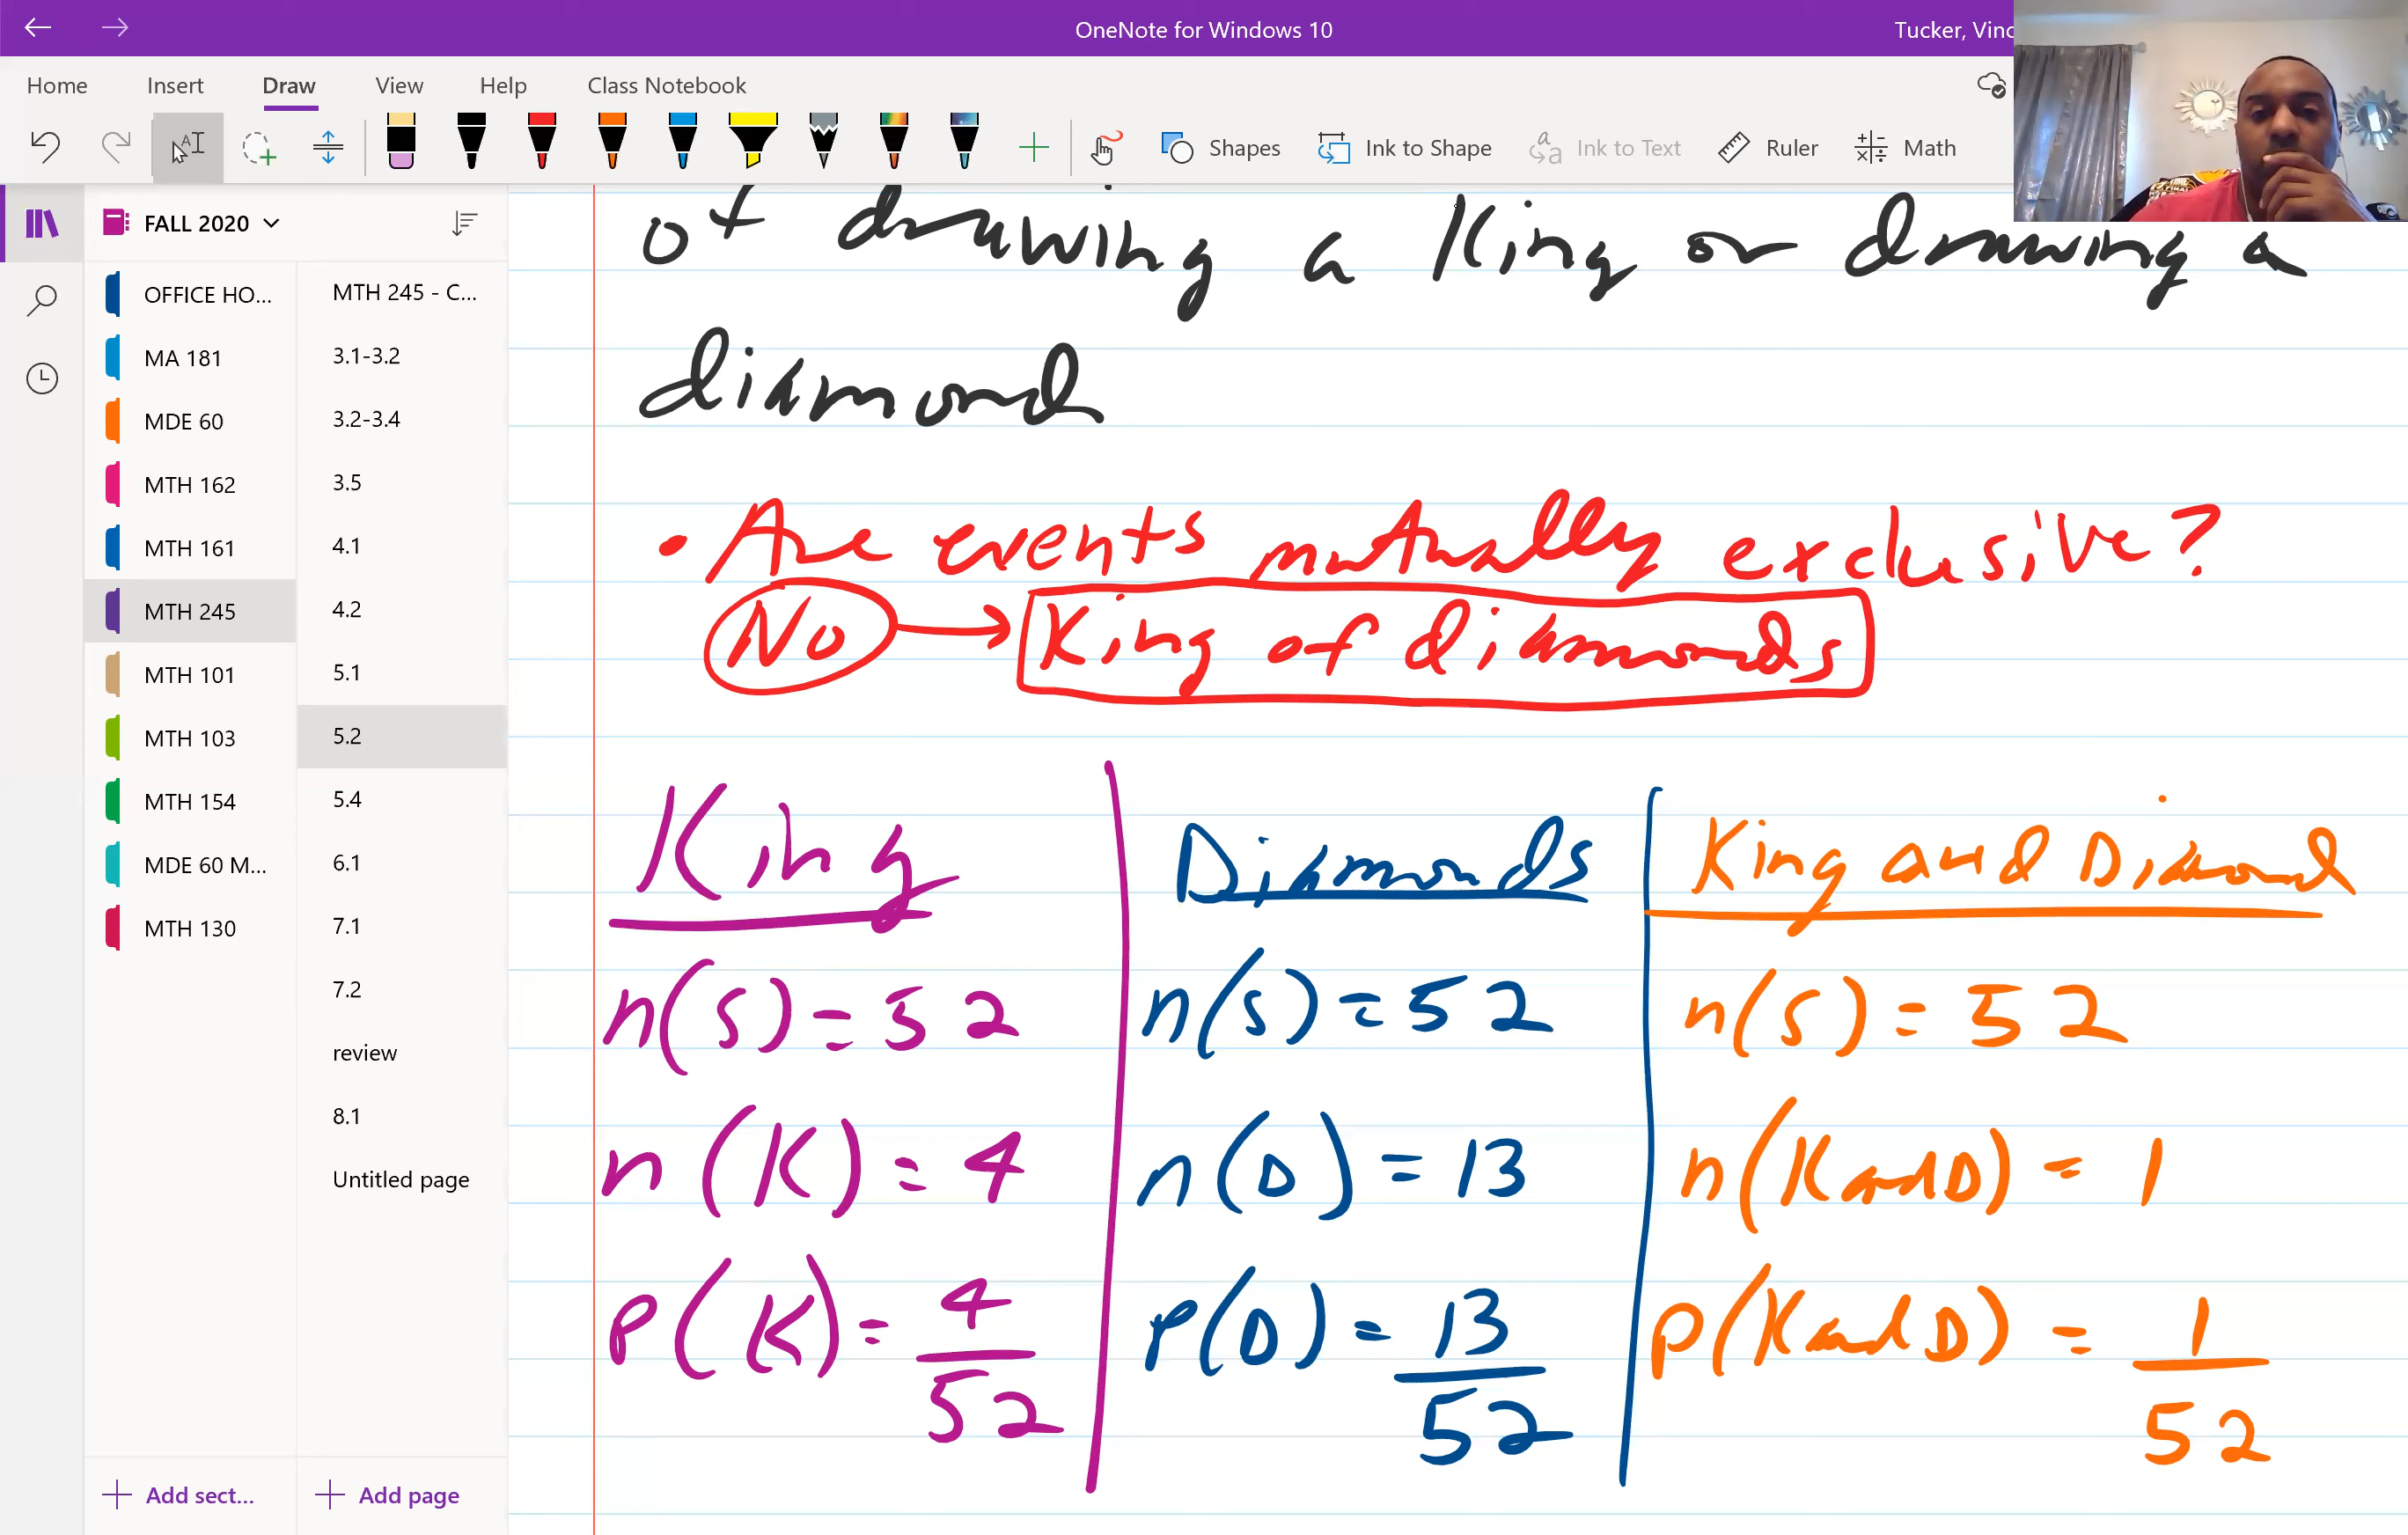 OneNote for Windows 10
Tucker, Vinc
Home Insert Draw View Help Class Notebook
Shapes Ink to Shape Ink to Text Ruler Math
FALL 2020
OFFICE HO...
MA 181
MDE 60
MTH 162
MTH 161
MTH 245
MTH 101
MTH 103
MTH 154
MDE 60 M...
MTH 130
Add sect...
MTH 245 - C...
3.1-3.2
3.2-3.4
3.5
4.1
4.2
5.1
5.2
5.4
6.1
7.1
7.2
review
8.1
Untitled page
Add page
of drawing a King or drawing a
diamond
• Are events mutually exclusive?
No → King of diamonds
King
n(S) = 52
n(K) = 4
P(K) = 4/52
Diamonds
n(S) = 52
n(D) = 13
P(D) = 13/52
King and Diamond
n(S) = 52
n(K and D) = 1
P(K and D) = 1/52